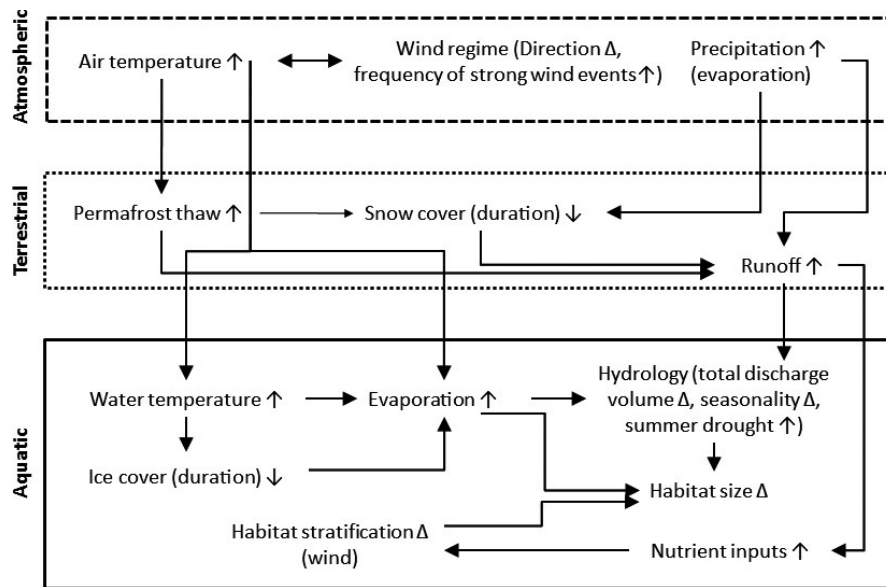 Atmospheric
Air temperature ↑
Wind regime (Direction Δ,
frequency of strong wind events↑)
Precipitation ↑
(evaporation)
Terrestrial
Permafrost thaw ↑
Snow cover (duration) ↓
Runoff ↑
Aquatic
Water temperature ↑
Evaporation ↑
Hydrology (total discharge
volume Δ, seasonality Δ,
summer drought ↑)
Ice cover (duration) ↓
Habitat size Δ
Habitat stratification Δ
(wind)
Nutrient inputs ↑